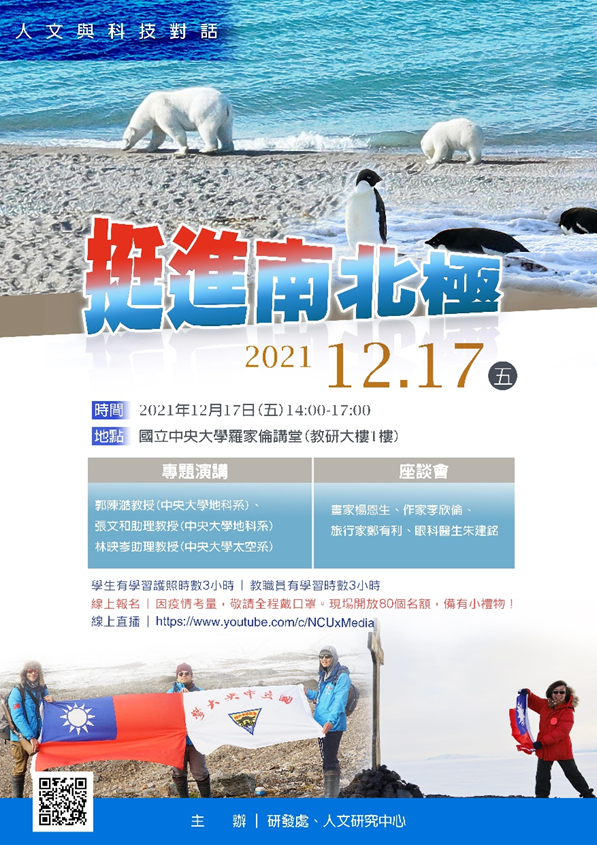 人文與科技對話
挺進南北極
2021 12.17 五
時間 2021年12月17日(五)14:00-17:00
地點 國立中央大學羅家倫講堂(教研大樓1樓)
專題演講
郭陳澔教授(中央大學地科系)、
張文和助理教授(中央大學地科系)
林映岑助理教授(中央大學太空系)
座談會
畫家楊恩生、作家李欣倫、
旅行家鄭有利、眼科醫生朱建銘
學生有學習護照時數3小時 | 教職員有學習時數3小時
線上報名 | 因疫情考量,敬請全程戴口罩。現場開放80個名額,備有小禮物!
線上直播 | https://www.youtube.com/c/NCUxMedia
學大央中立國
主 辦 | 研發處、人文研究中心